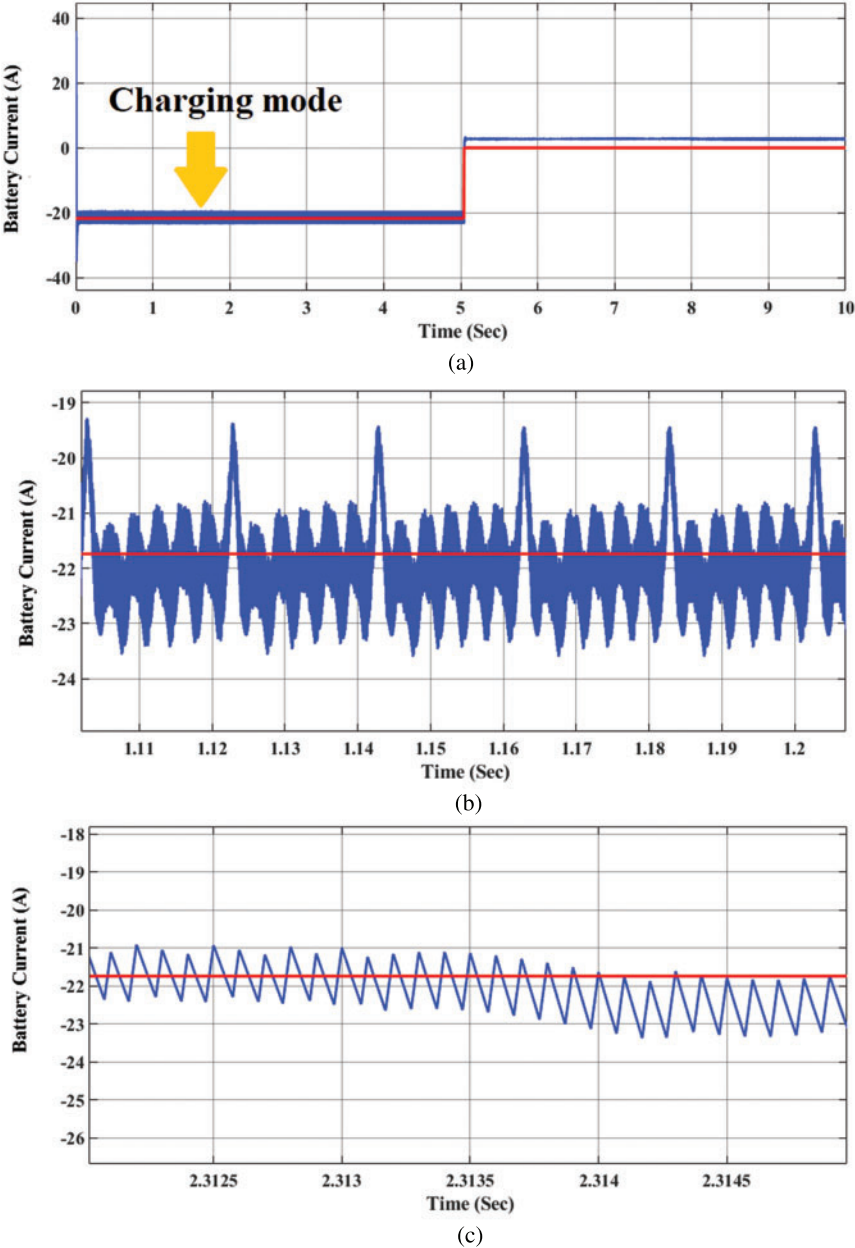 Battery Current (A)
40
20
0
-20
-40
Charging mode
0 1 2 3 4 5 6 7 8 9 10
Time (Sec)
(a)
Battery Current (A)
-19
-20
-21
-22
-23
-24
1.11 1.12 1.13 1.14 1.15 1.16 1.17 1.18 1.19 1.2
Time (Sec)
(b)
Battery Current (A)
-18
-19
-20
-21
-22
-23
-24
-25
-26
2.3125 2.313 2.3135 2.314 2.3145
Time (Sec)
(c)